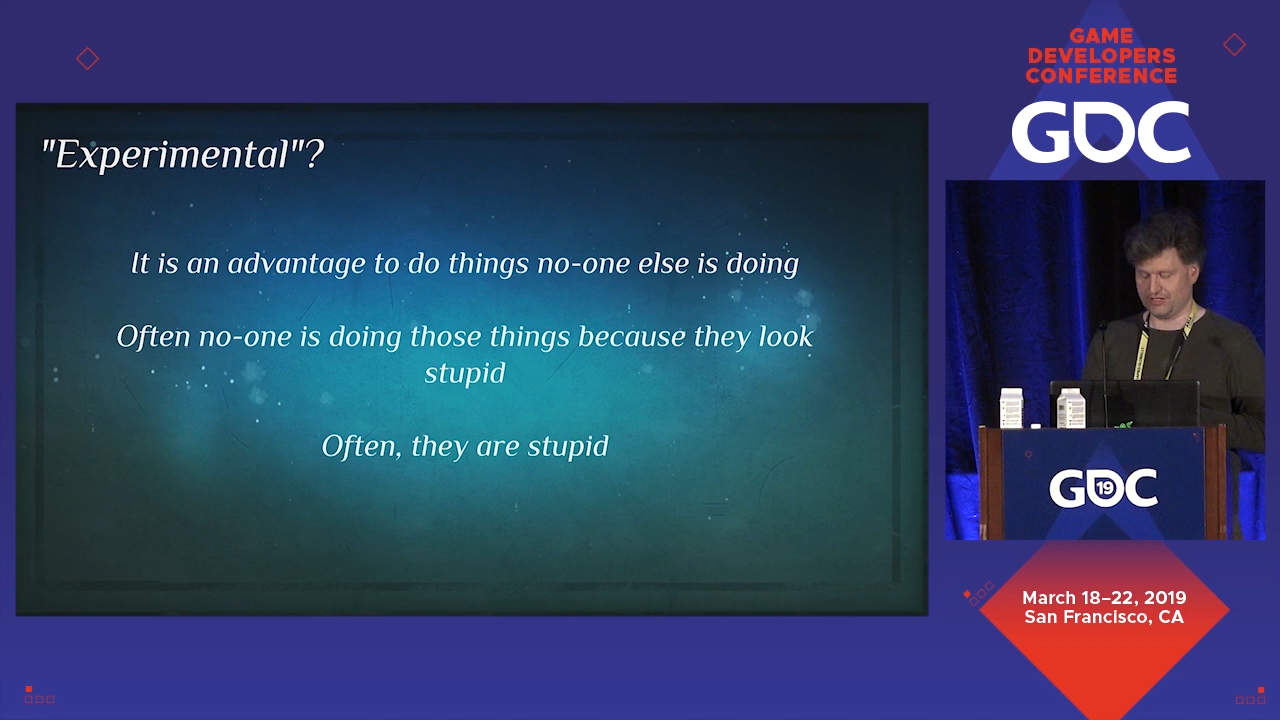 "Experimental"?
It is an advantage to do things no-one else is doing
Often no-one is doing those things because they look
stupid
Often, they are stupid
GAME
DEVELOPERS
CONFERENCE
GDC
GDC
19
March 18–22, 2019
San Francisco, CA